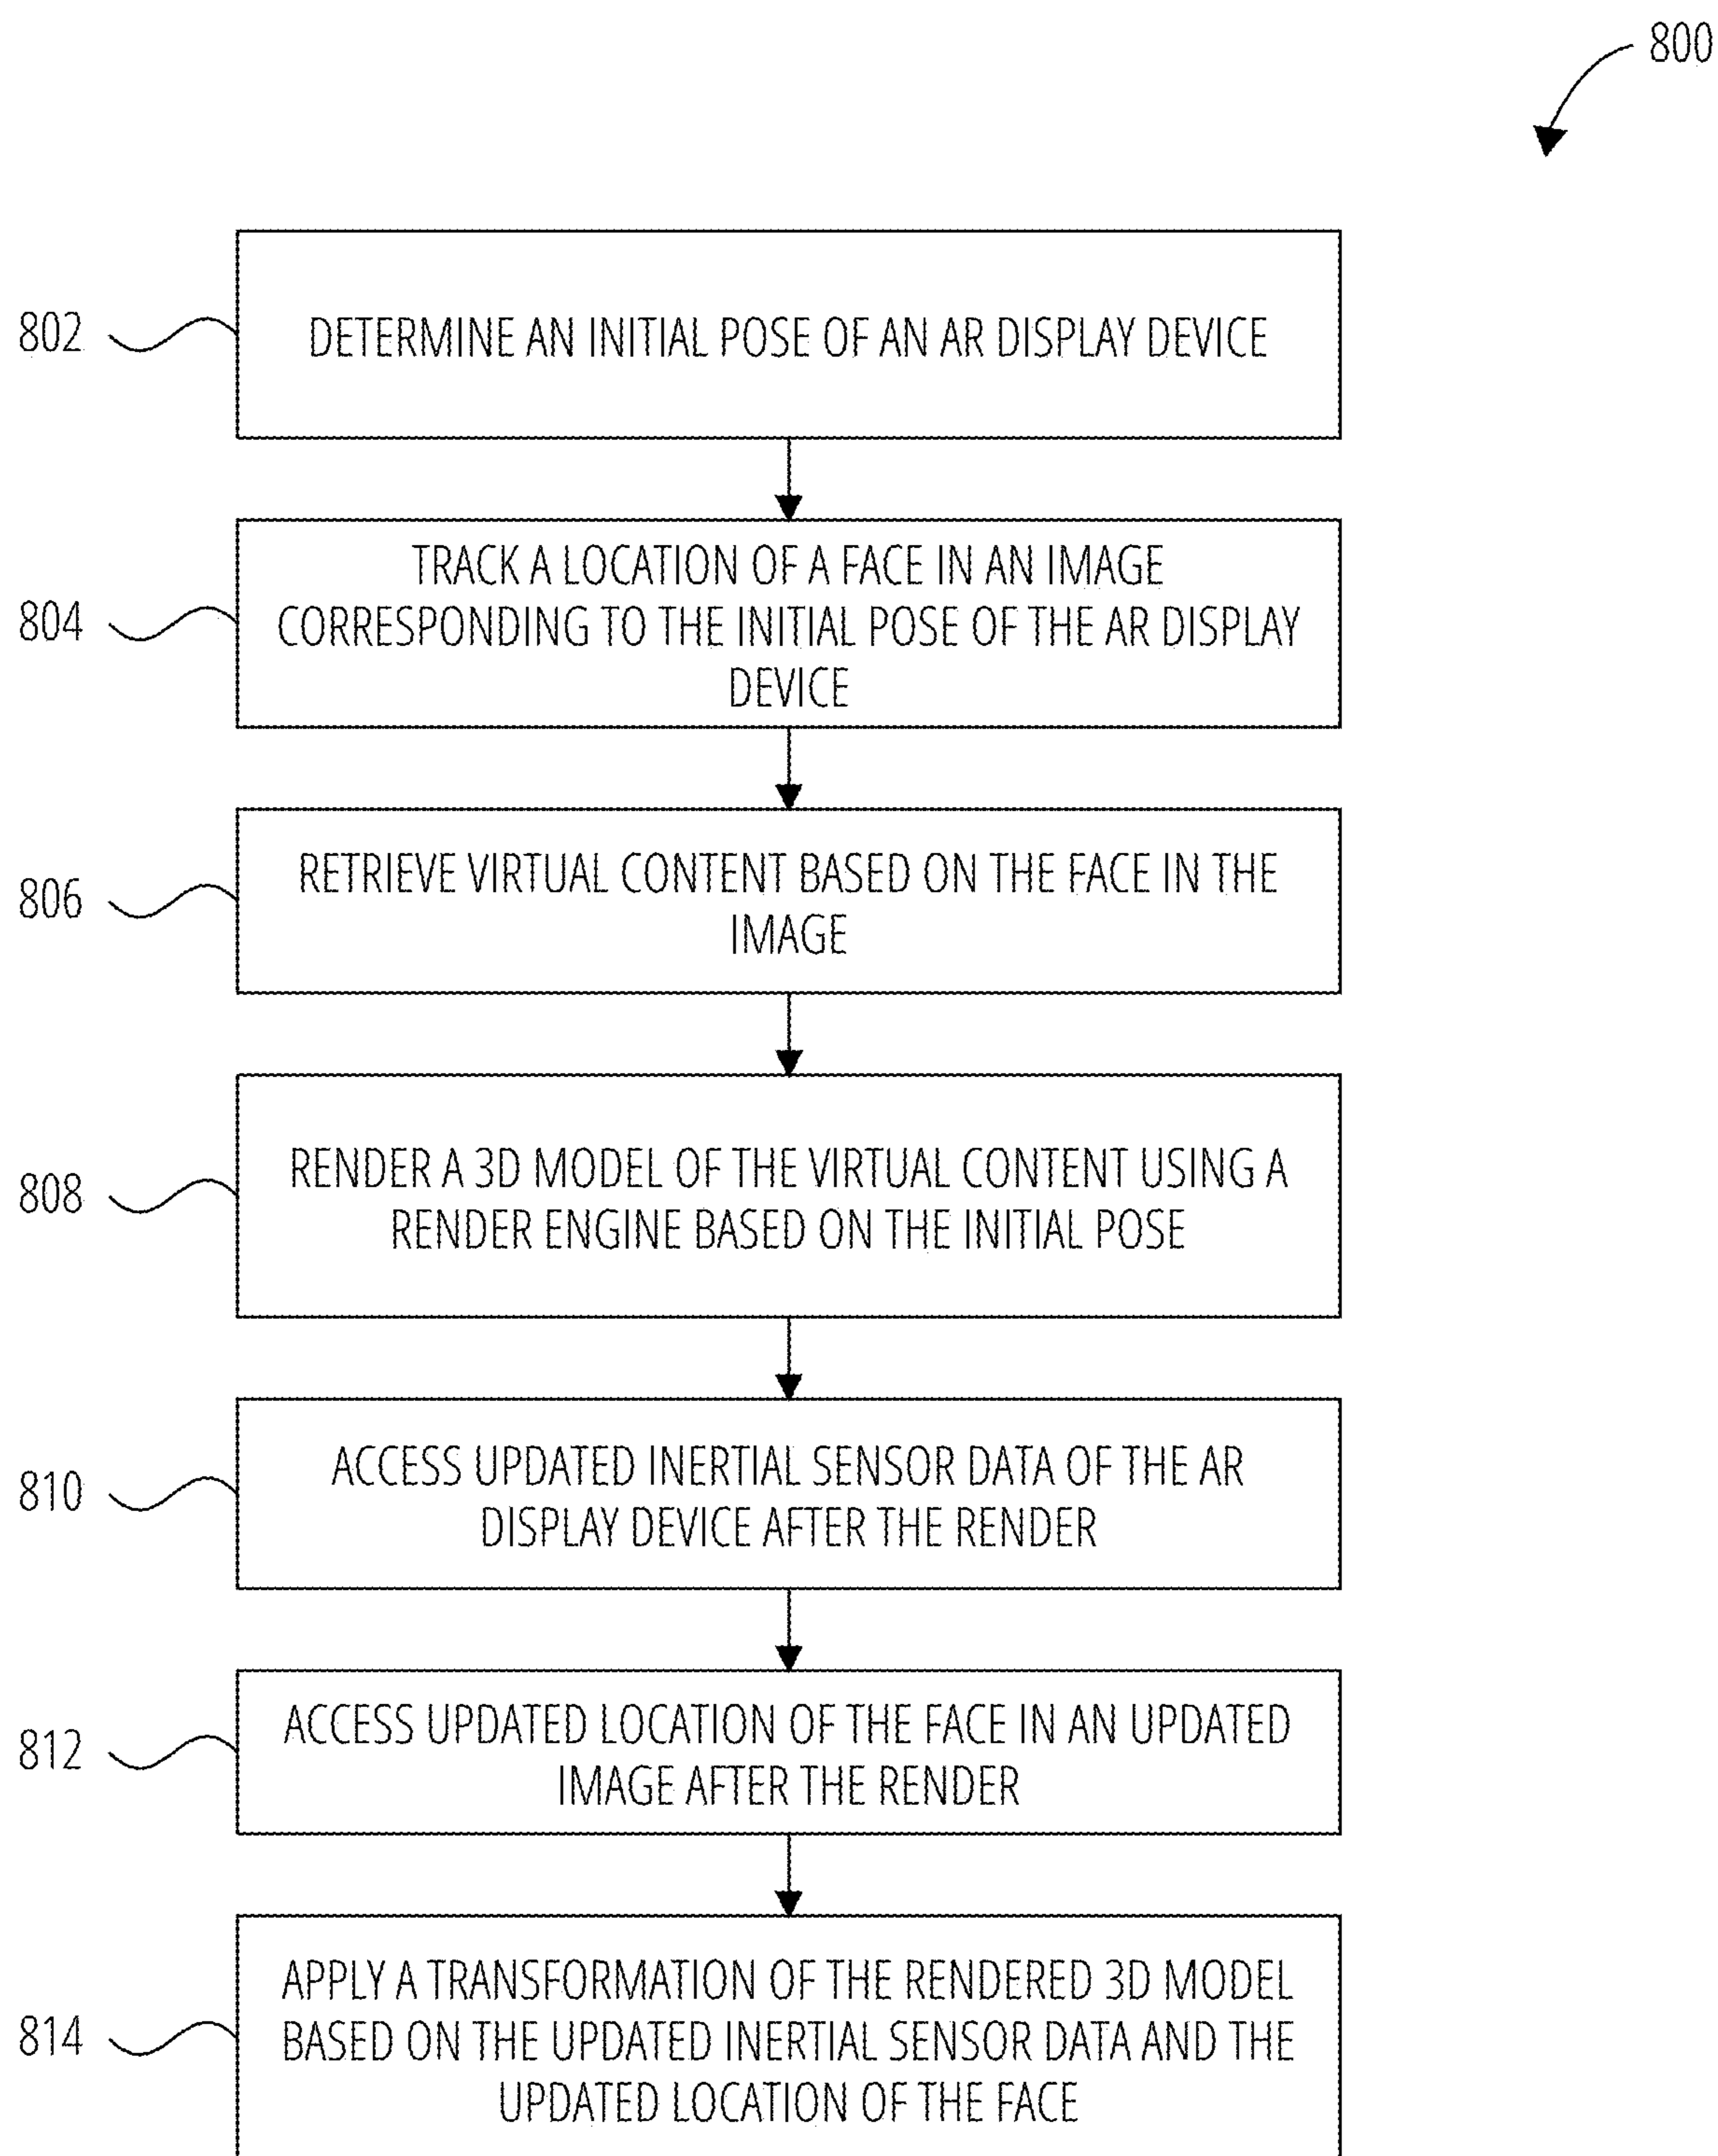 800
802
DETERMINE AN INITIAL POSE OF AN AR DISPLAY DEVICE
804
TRACK A LOCATION OF A FACE IN AN IMAGE
CORRESPONDING TO THE INITIAL POSE OF THE AR DISPLAY
DEVICE
806
RETRIEVE VIRTUAL CONTENT BASED ON THE FACE IN THE
IMAGE
808
RENDER A 3D MODEL OF THE VIRTUAL CONTENT USING A
RENDER ENGINE BASED ON THE INITIAL POSE
810
ACCESS UPDATED INERTIAL SENSOR DATA OF THE AR
DISPLAY DEVICE AFTER THE RENDER
812
ACCESS UPDATED LOCATION OF THE FACE IN AN UPDATED
IMAGE AFTER THE RENDER
814
APPLY A TRANSFORMATION OF THE RENDERED 3D MODEL
BASED ON THE UPDATED INERTIAL SENSOR DATA AND THE
UPDATED LOCATION OF THE FACE